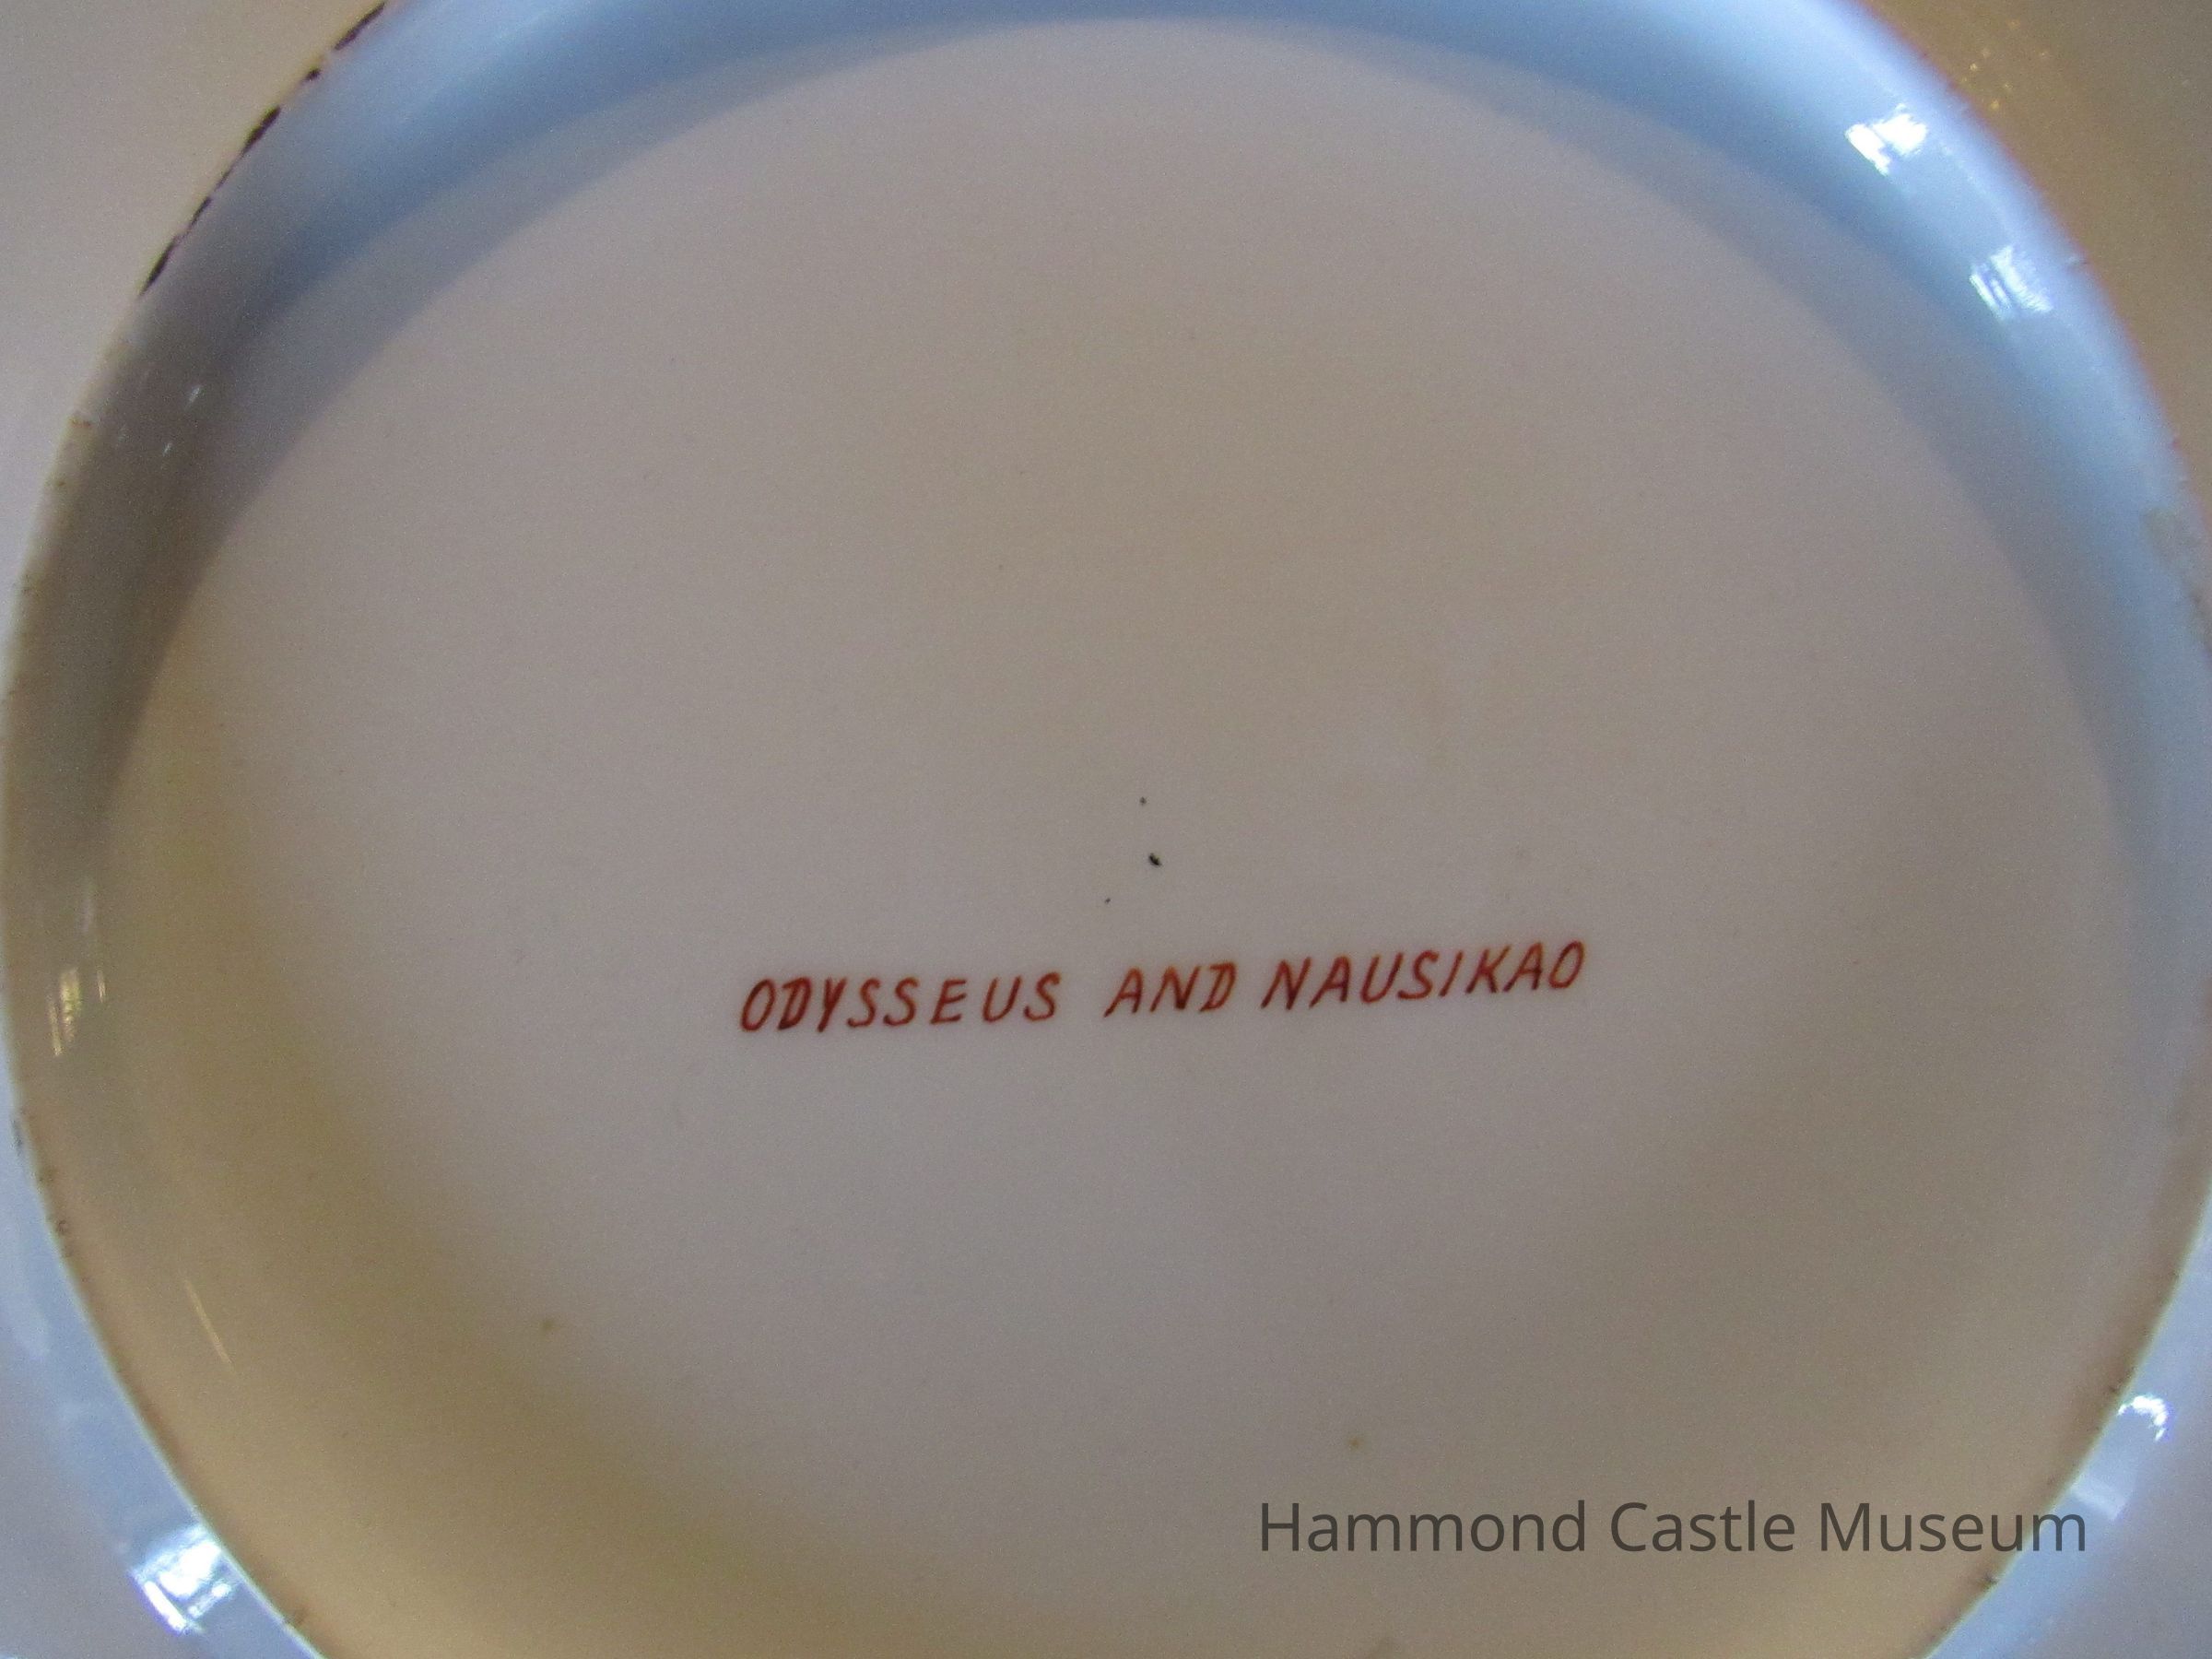 ODYSSEUS AND NAUSIKAO
Hammond Castle Museum